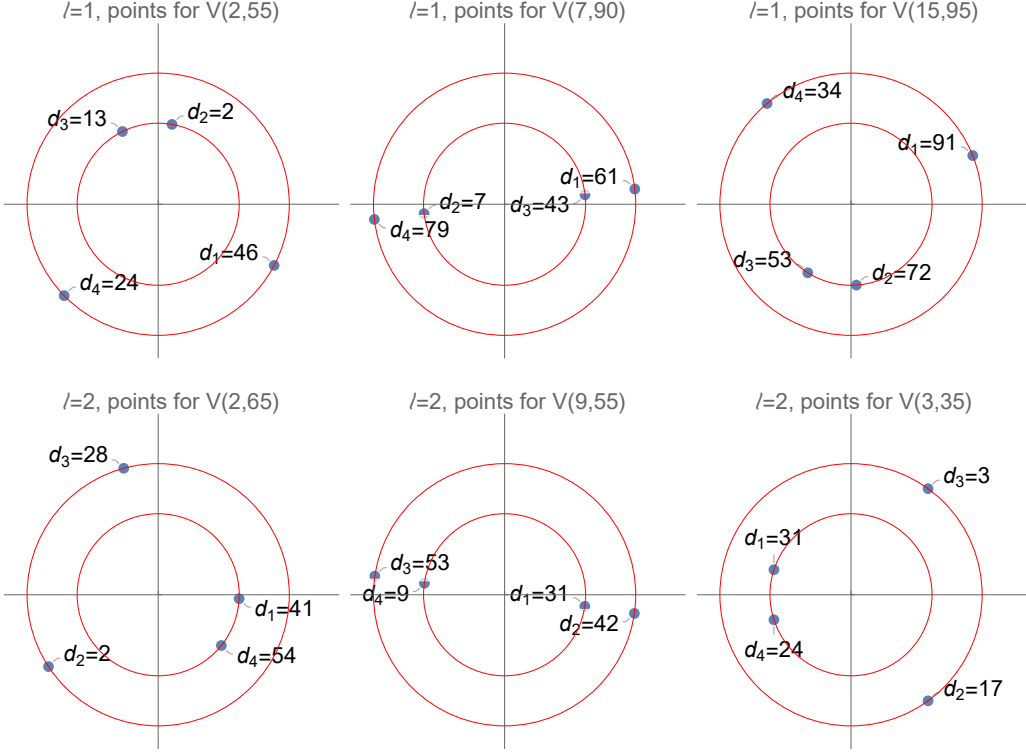 ℓ=1, points for V(2,55)
d₃=13
d₂=2
d₁=46
d₄=24
ℓ=1, points for V(7,90)
d₁=61
d₂=7
d₃=43
d₄=79
ℓ=1, points for V(15,95)
d₄=34
d₁=91
d₃=53
d₂=72
ℓ=2, points for V(2,65)
d₃=28
d₁=41
d₂=2
d₄=54
ℓ=2, points for V(9,55)
d₃=53
d₄=9
d₁=31
d₂=42
ℓ=2, points for V(3,35)
d₃=3
d₁=31
d₄=24
d₂=17